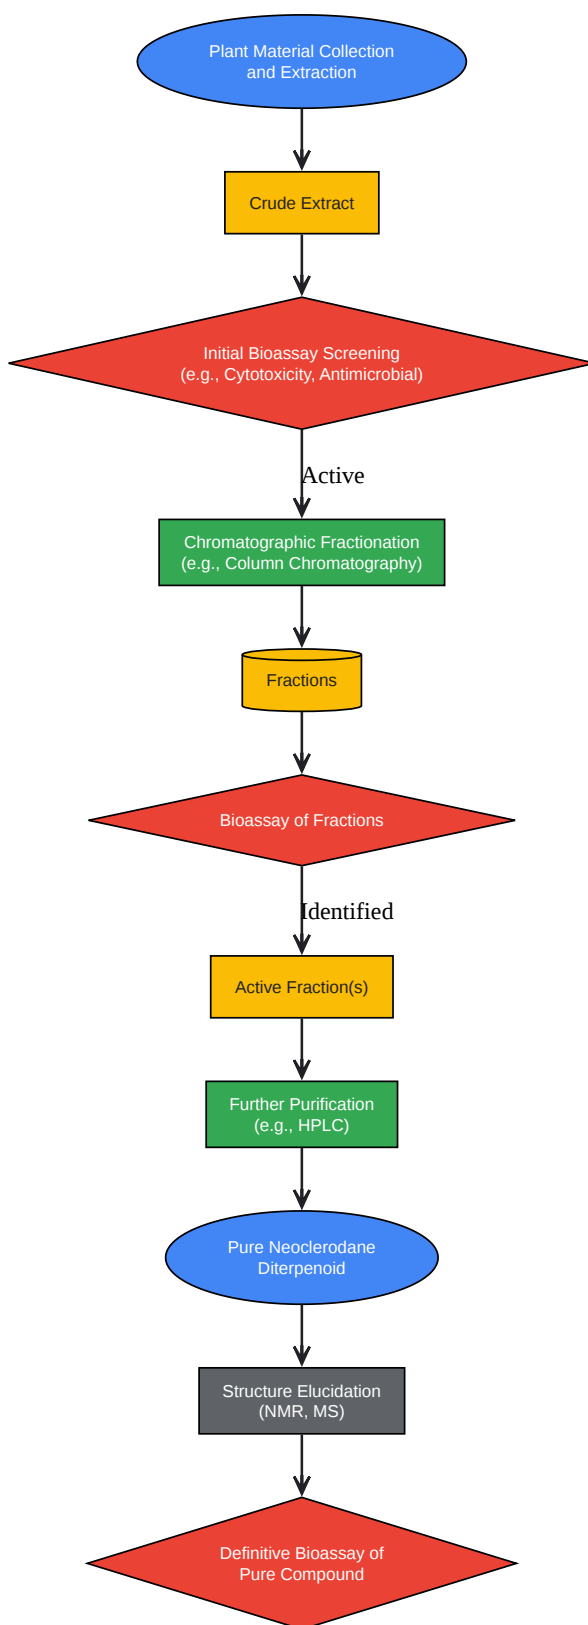 Plant Material Collection
and Extraction
Crude Extract
Initial Bioassay Screening
(e.g., Cytotoxicity, Antimicrobial)
Active
Chromatographic Fractionation
(e.g., Column Chromatography)
Fractions
Bioassay of Fractions
Identified
Active Fraction(s)
Further Purification
(e.g., HPLC)
Pure Neoclerodane
Diterpenoid
Structure Elucidation
(NMR, MS)
Definitive Bioassay of
Pure Compound